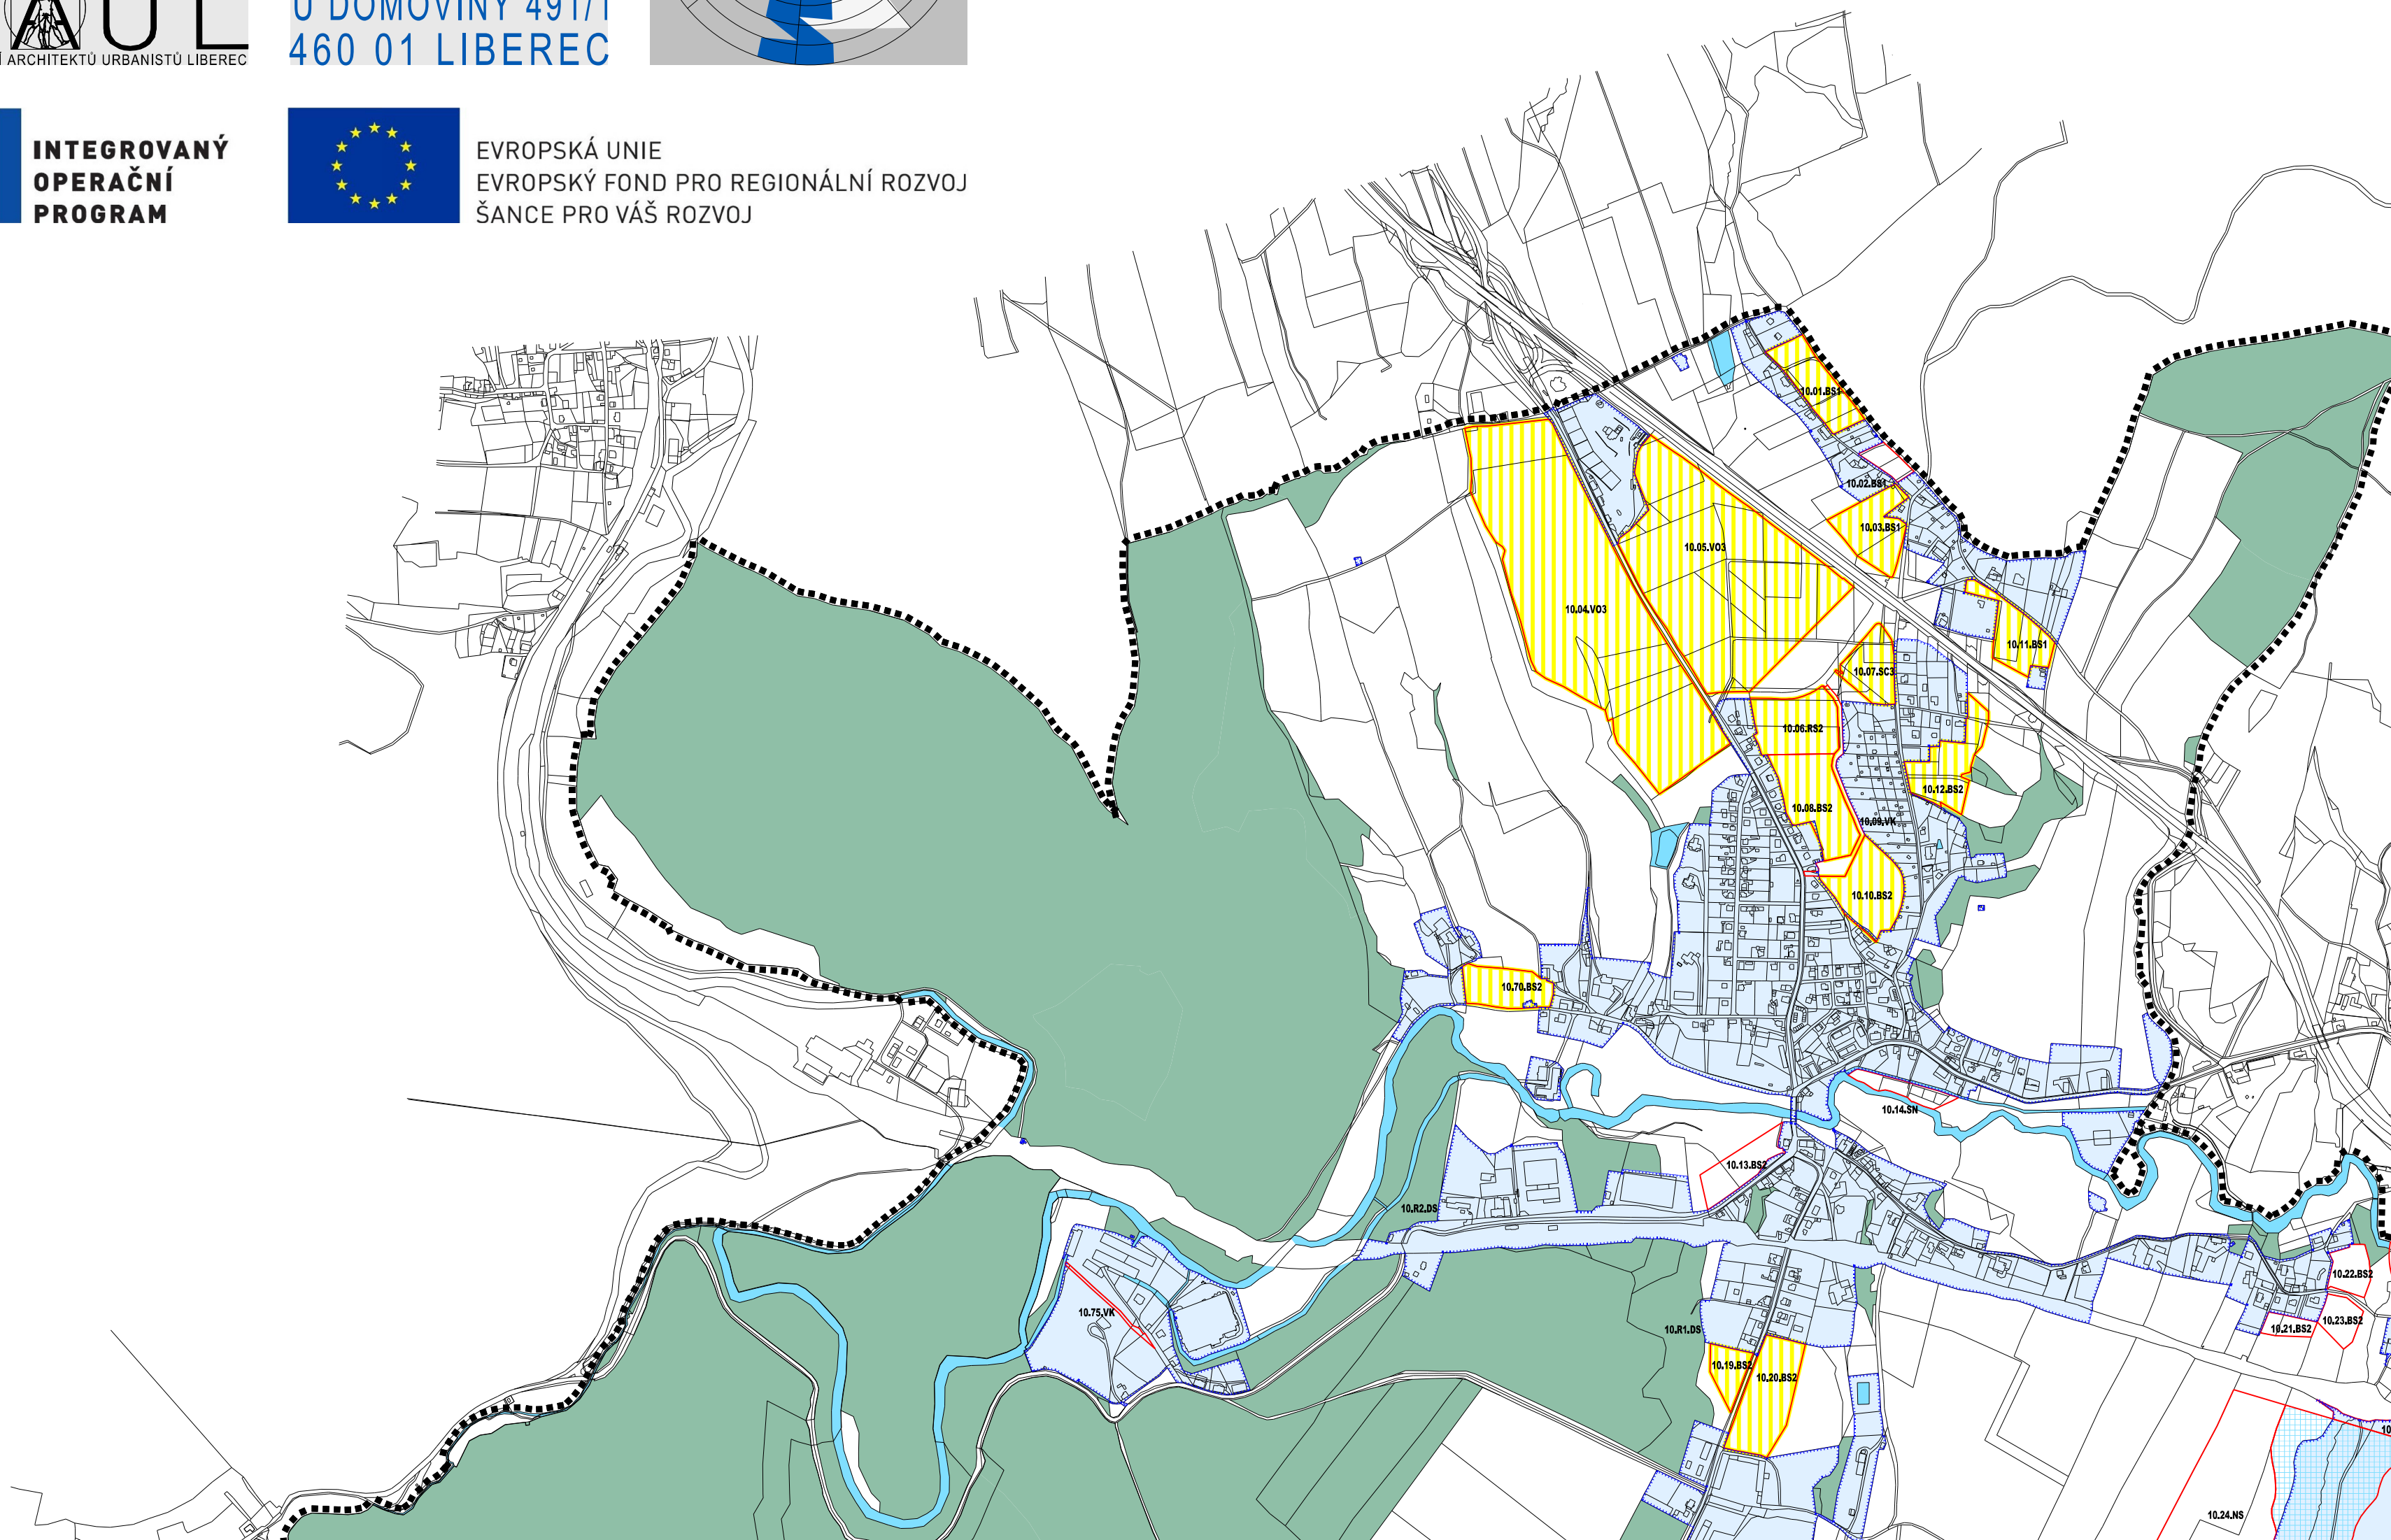 AUL
ARCHITEKTŮ URBANISTŮ LIBEREC
U DOMOVINY 491/1
460 01 LIBEREC
INTEGROVANÝ
OPERAČNÍ
PROGRAM
EVROPSKÁ UNIE
EVROPSKÝ FOND PRO REGIONÁLNÍ ROZVOJ
ŠANCE PRO VÁŠ ROZVOJ
10.01.BS1
10.02.BS1
10.03.BS1
10.05.VO3
10.04.VO3
10.11.BS1
10.07.SC3
10.06.RS2
10.12.BS2
10.08.BS2
10.09.VK
10.10.BS2
10.70.BS2
10.14.SN
10.13.BS2
10.R2.DS
10.22.BS2
10.75.VK
10.23.BS2
10.21.BS2
10.R1.DS
10.19.BS2
10.20.BS2
10
10.24.NS